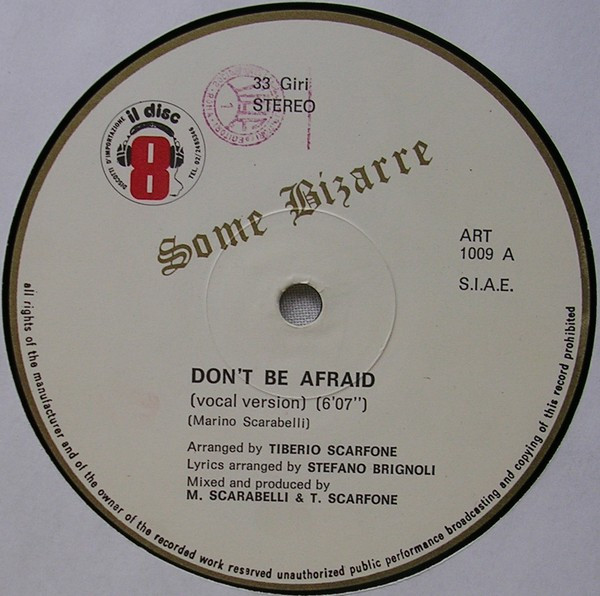 33 Giri
STEREO
il disc
8
DISCOTTI D'IMPORTAZIONE
Some Bizarre
ART
1009 A
S.I.A.E.
DON'T BE AFRAID
(vocal version) (6'07")
(Marino Scarabelli)
Arranged by TIBERIO SCARFONE
Lyrics arranged by STEFANO BRIGNOLI
Mixed and produced by
M. SCARABELLI & T. SCARFONE
all rights of the manufacturer and of the owner of the recorded work reserved unauthorized public performance broadcasting and copying of this record prohibited